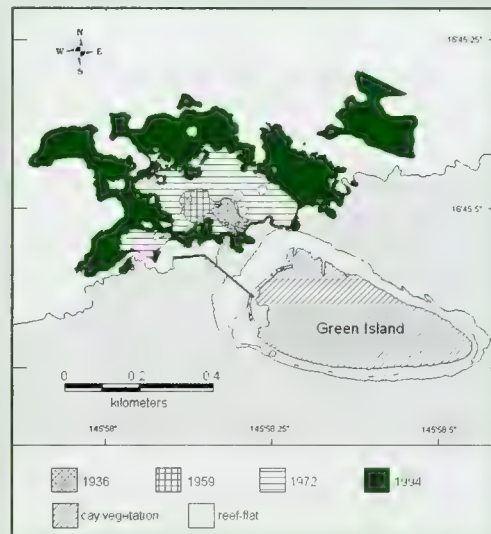 N
W E
S
16°45.25'
16°45.5'
Green Island
0 0.2 0.4
kilometers
145°58' 145°58.25' 145°58.5'
1936 1959 1972 1994
cay vegetation reef-flat